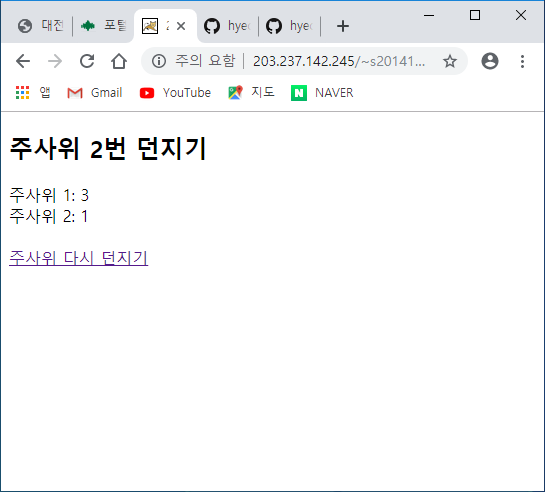 대전
포털
2
hye
hye
주의 요함 | 203.237.142.245/~s20141...
앱 Gmail YouTube 지도 NAVER
주사위 2번 던지기
주사위 1: 3
주사위 2: 1
주사위 다시 던지기